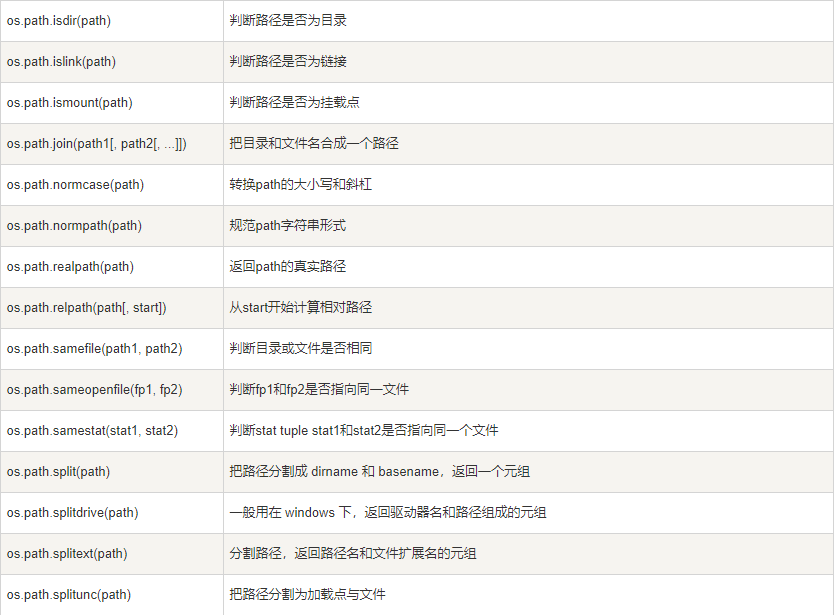 os.path.isdir(path) 判断路径是否为目录
os.path.islink(path) 判断路径是否为链接
os.path.ismount(path) 判断路径是否为挂载点
os.path.join(path1[, path2[, ...]]) 把目录和文件名合成一个路径
os.path.normcase(path) 转换path的大小写和斜杠
os.path.normpath(path) 规范path字符串形式
os.path.realpath(path) 返回path的真实路径
os.path.relpath(path[, start]) 从start开始计算相对路径
os.path.samefile(path1, path2) 判断目录或文件是否相同
os.path.sameopenfile(fp1, fp2) 判断fp1和fp2是否指向同一文件
os.path.samestat(stat1, stat2) 判断stat tuple stat1和stat2是否指向同一个文件
os.path.split(path) 把路径分割成 dirname 和 basename，返回一个元组
os.path.splitdrive(path) 一般用在 windows 下，返回驱动器名和路径组成的元组
os.path.splitext(path) 分割路径，返回路径名和文件扩展名的元组
os.path.splitunc(path) 把路径分割为加载点与文件